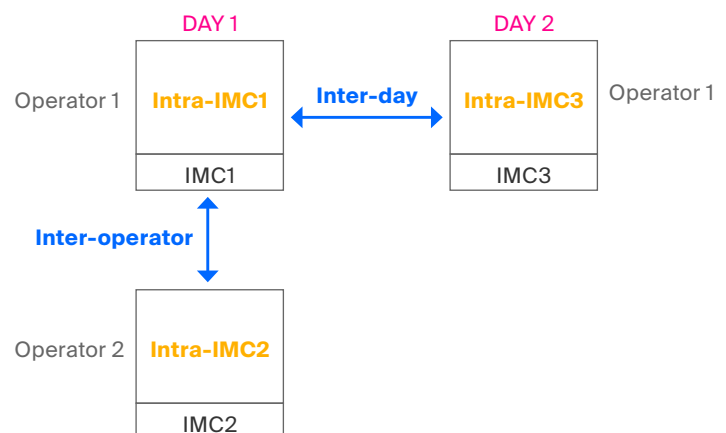 DAY 1
DAY 2
Operator 1
Intra-IMC1
Inter-day
Intra-IMC3
Operator 1
IMC1
IMC3
Inter-operator
Operator 2
Intra-IMC2
IMC2